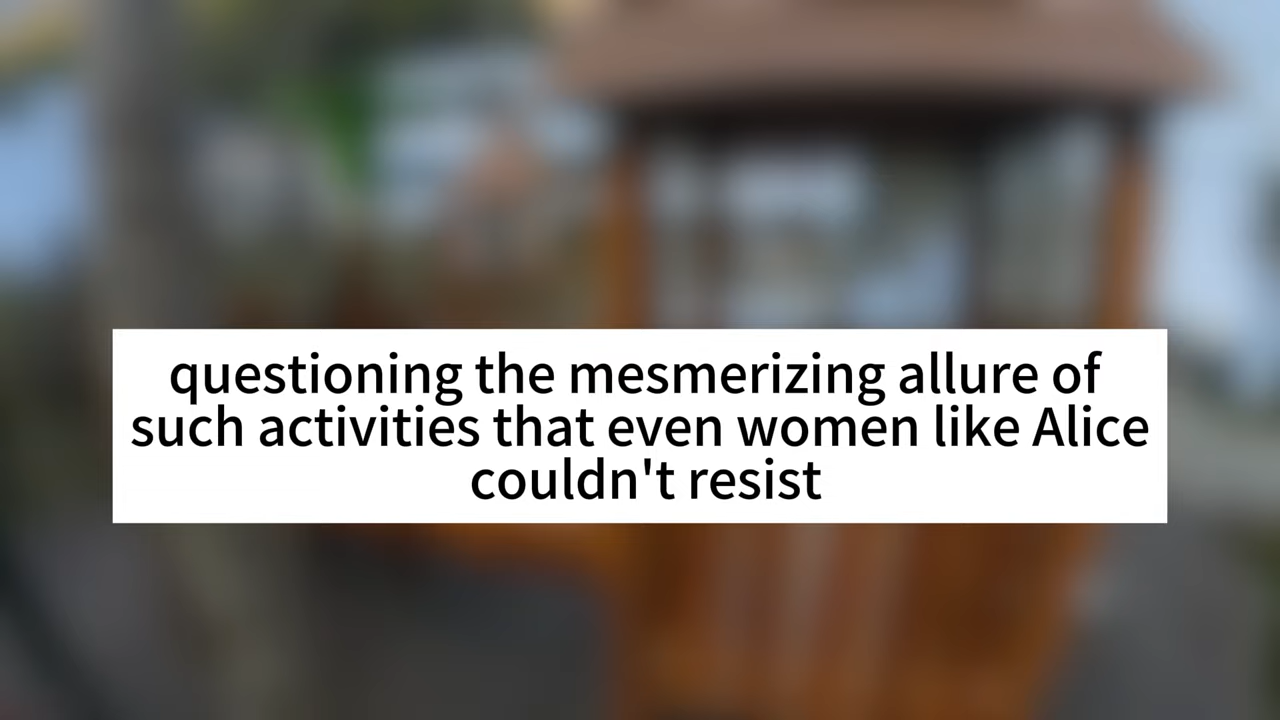 questioning the mesmerizing allure of
such activities that even women like Alice
couldn't resist